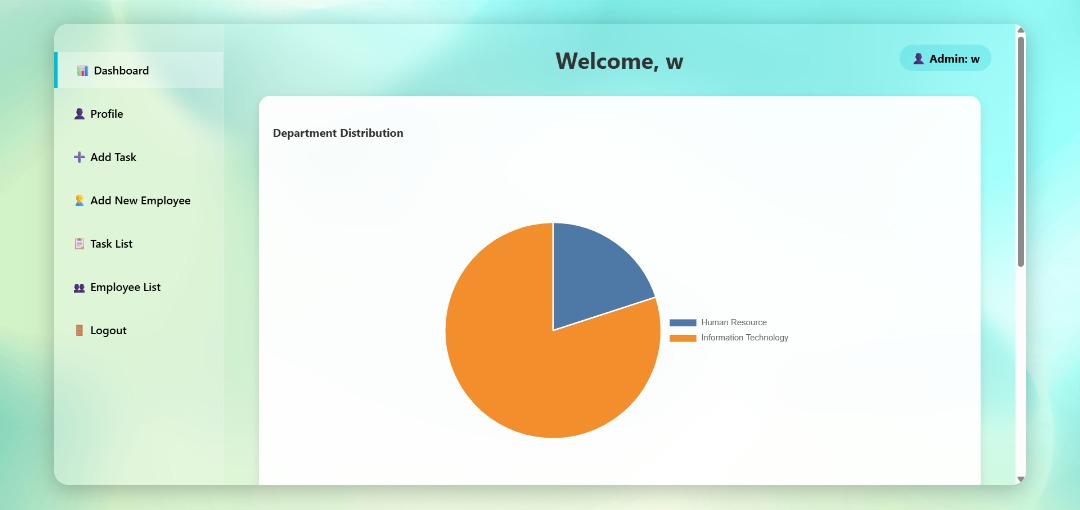 Dashboard
Profile
Add Task
Add New Employee
Task List
Employee List
Logout
Welcome, w
Admin: w
Department Distribution
Human Resource
Information Technology